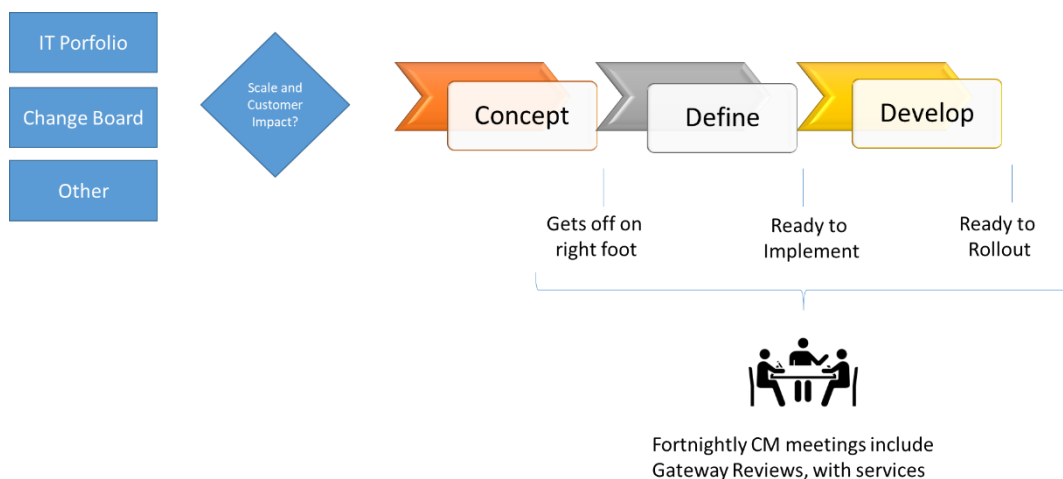 IT Porfolio
Change Board
Other
Scale and
Customer
Impact?
Concept
Define
Develop
Gets off on
right foot
Ready to
Implement
Ready to
Rollout
Fortnightly CM meetings include
Gateway Reviews, with services